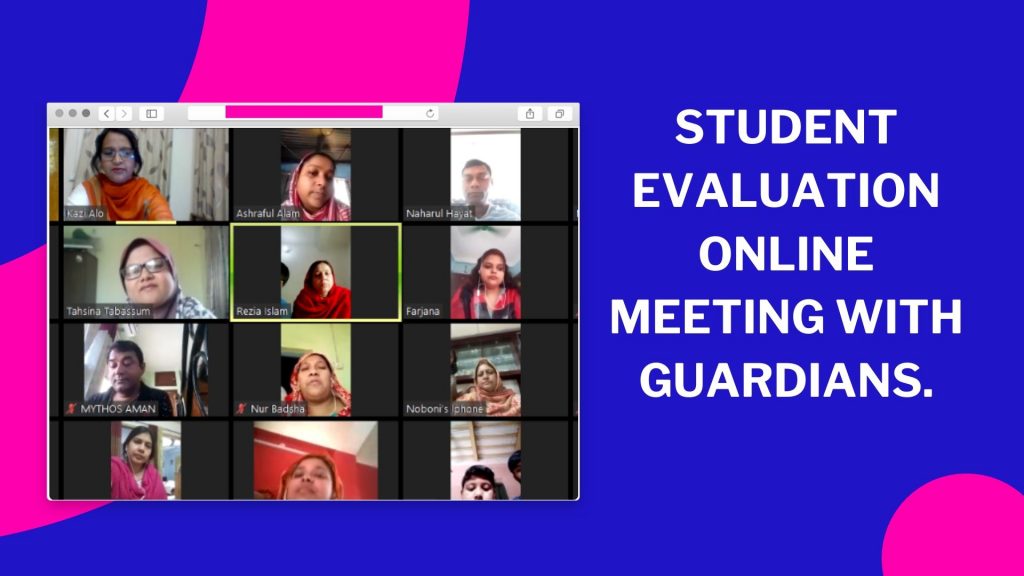 STUDENT
EVALUATION
ONLINE
MEETING WITH
GUARDIANS.
Kazi Alo
Ashraful Alam
Naharul Hayat
Tahsina Tabassum
Rezia Islam
Farjana
MYTHOS AMAN
Nur Badsha
Noboni's Iphone